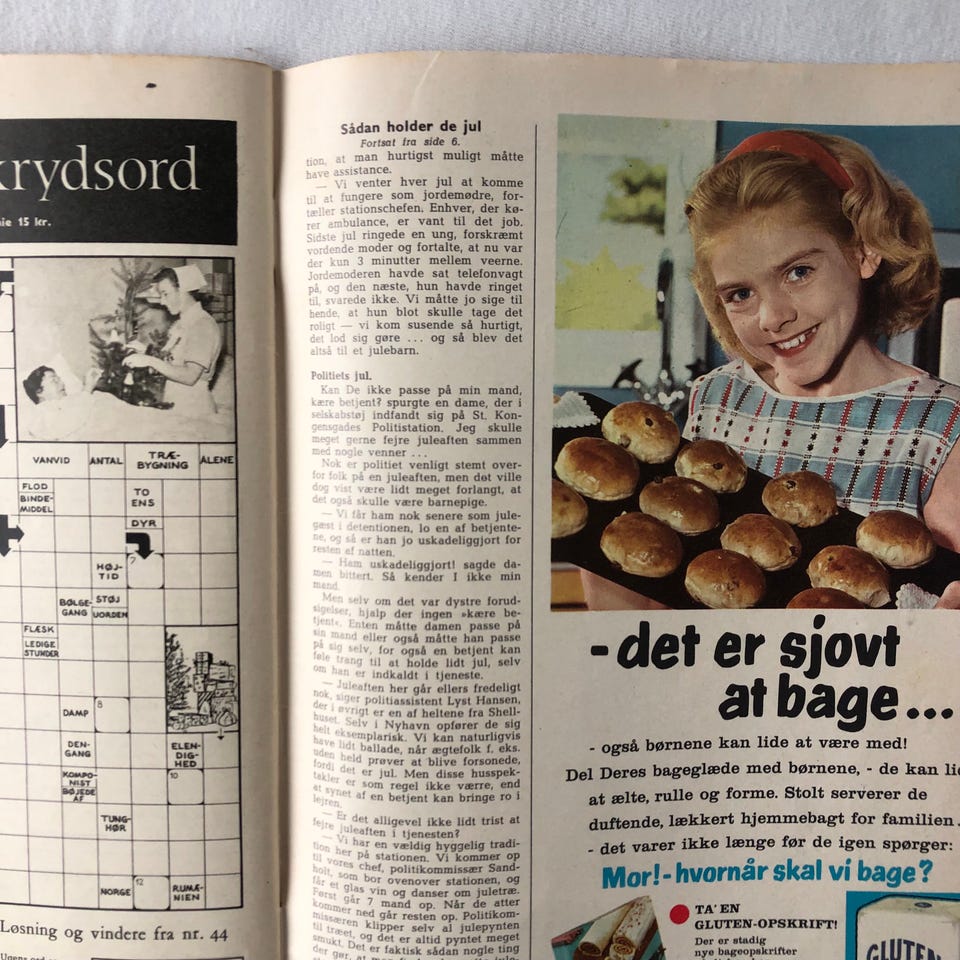 krydsord
15 kr.
VANVID
ANTAL
TRÆ-
BYGNING
ALENE
FLOD
BINDE-
MIDDEL
TO
ENS
DYR
7
HØJ-
TID
BØLGE-
GANG
STØJ
UORDEN
FLÆSK
LEDIGE
STUNDER
8
DAMP
DEN-
GANG
ELEN-
DIG-
HED
KOMPO-
NIST
BØJEDE
AF
10
TUNG-
HØR
NORGE
12
RUMÆ-
NIEN
Løsning og vindere fra nr. 44
Sådan holder de jul
Fortsat fra side 6.
tion, at man hurtigst muligt måtte
have assistance.
— Vi venter hver jul at komme
til at fungere som jordemødre, for-
tæller stationschefen. Enhver, der kø-
rer ambulance, er vant til det job.
Sidste jul ringede en ung, forskræmt
vordende moder og fortalte, at nu var
der kun 3 minutter mellem veerne.
Jordemoderen havde sat telefonvagt
på, og den næste, hun havde ringet
til, svarede ikke. Vi måtte jo sige til
hende, at hun blot skulle tage det
roligt — vi kom susende så hurtigt,
det lod sig gøre ... og så blev det
altså til et julebarn.
Politiets jul.
Kan De ikke passe på min mand,
kære betjent? spurgte en dame, der i
selskabstøj indfandt sig på St. Kon-
gensgades Politistation. Jeg skulle
meget gerne fejre juleaften sammen
med nogle venner ...
Nok er politiet venligt stemt over-
for folk på en juleaften, men det ville
dog vist være lidt meget forlangt, at
det også skulle være barnepige.
— Vi får ham nok senere som jule-
gæst i detentionen, lo en af betjente-
ne, og så er han jo uskadeliggjort for
resten af natten.
— Ham uskadeliggjort! sagde da-
men bittert. Så kender I ikke min
mand.
Men selv om det var dystre forud-
sigelser, hjalp der ingen »kære be-
tjent«. Enten måtte damen passe på
sin mand eller også måtte han passe
på sig selv, for også en betjent kan
føle trang til at holde lidt jul, selv
om han er indkaldt i tjeneste.
— Juleaften her går ellers fredeligt
nok, siger politiassistent Lyst Hansen,
der i øvrigt er en af heltene fra Shell-
huset. Selv i Nyhavn opfører de sig
helt eksemplarisk. Vi kan naturligvis
have lidt ballade, når ægtefolk f. eks.
uden held prøver at blive forsonede,
fordi det er jul. Men disse husspek-
takler er som regel ikke værre, end
at synet af en betjent kan bringe ro i
lejren.
— Er det alligevel ikke lidt trist at
fejre juleaften i tjenesten?
— Vi har en vældig hyggelig tradi-
tion her på stationen. Vi kommer op
til vores chef, politikommissær Sand-
holt, som bor ovenover stationen, og
får et glas vin og danser om juletræ.
Først går 7 mand op. Når de atter
kommer ned går resten op. Politikom-
missæren klipper selv al julepynten
til træet, og det er altid pyntet meget
smukt. Det er faktisk sådan nogle ting
- det er sjovt
at bage...
- også børnene kan lide at være med!
Del Deres bageglæde med børnene, - de kan
at ælte, rulle og forme. Stolt serverer de
duftende, lækkert hjemmebagt for familien.
- det varer ikke længe før de igen spørger:
Mor! - hvornår skal vi bage?
TA' EN
GLUTEN-OPSKRIFT!
Der er stadig
nye bageopskrifter
GLUTEN